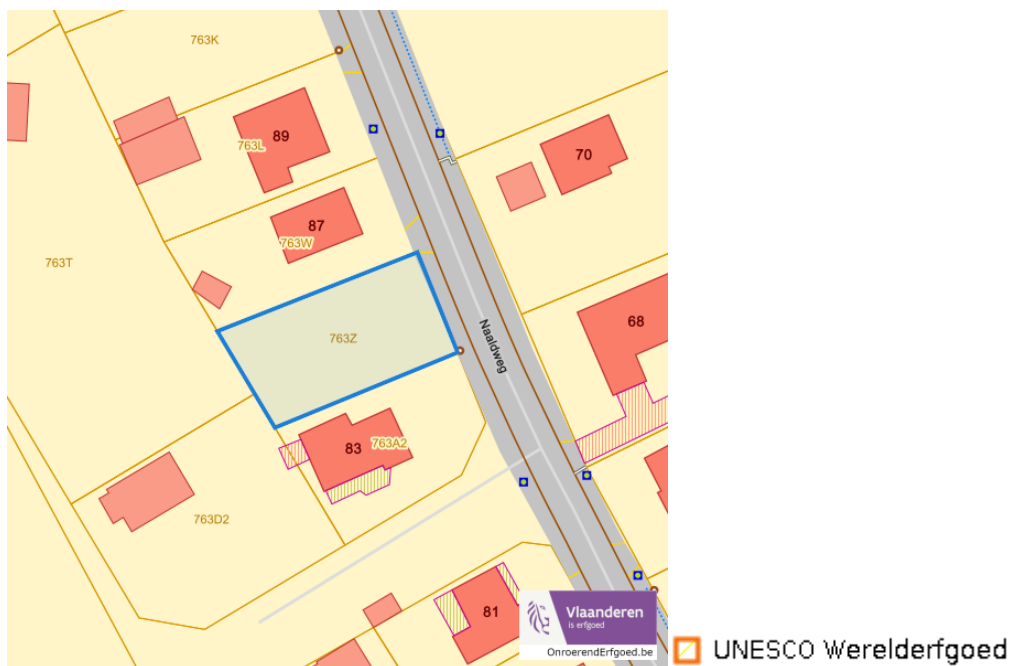 763K
89
763L
70
87
763W
763T
68
763Z
Naaldweg
83
763A2
763D2
81
Vlaanderen
is erfgoed
OnroerendErfgoed.be
UNESCO Werelderfgoed